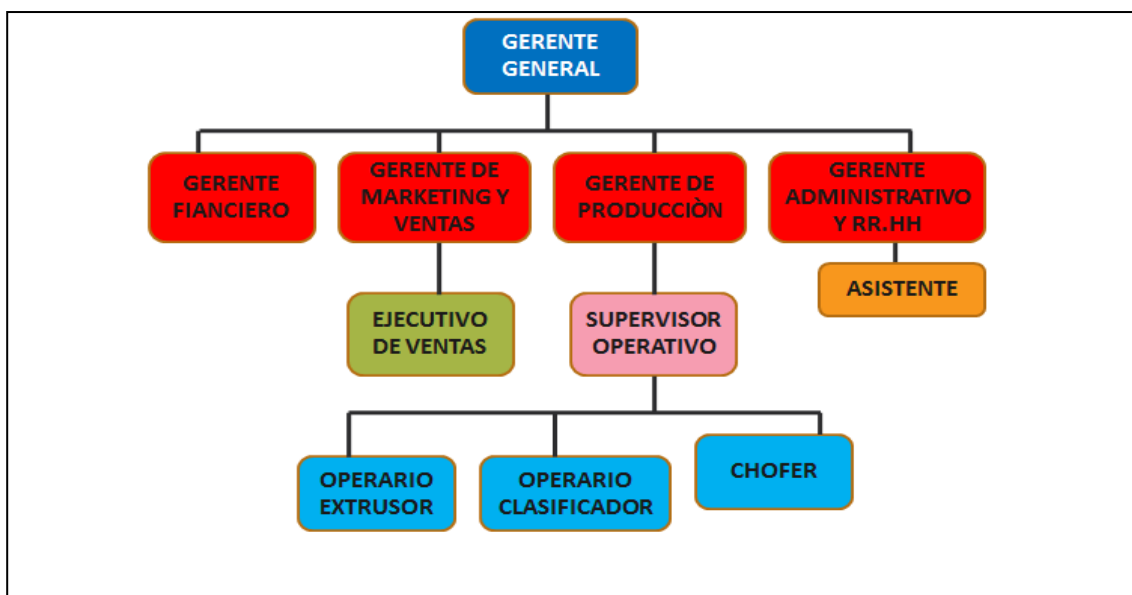 GERENTE
GENERAL
GERENTE
FIANCIERO
GERENTE DE
MARKETING Y
VENTAS
GERENTE DE
PRODUCCIÒN
GERENTE
ADMINISTRATIVO
Y RR.HH
ASISTENTE
EJECUTIVO
DE VENTAS
SUPERVISOR
OPERATIVO
OPERARIO
EXTRUSOR
OPERARIO
CLASIFICADOR
CHOFER